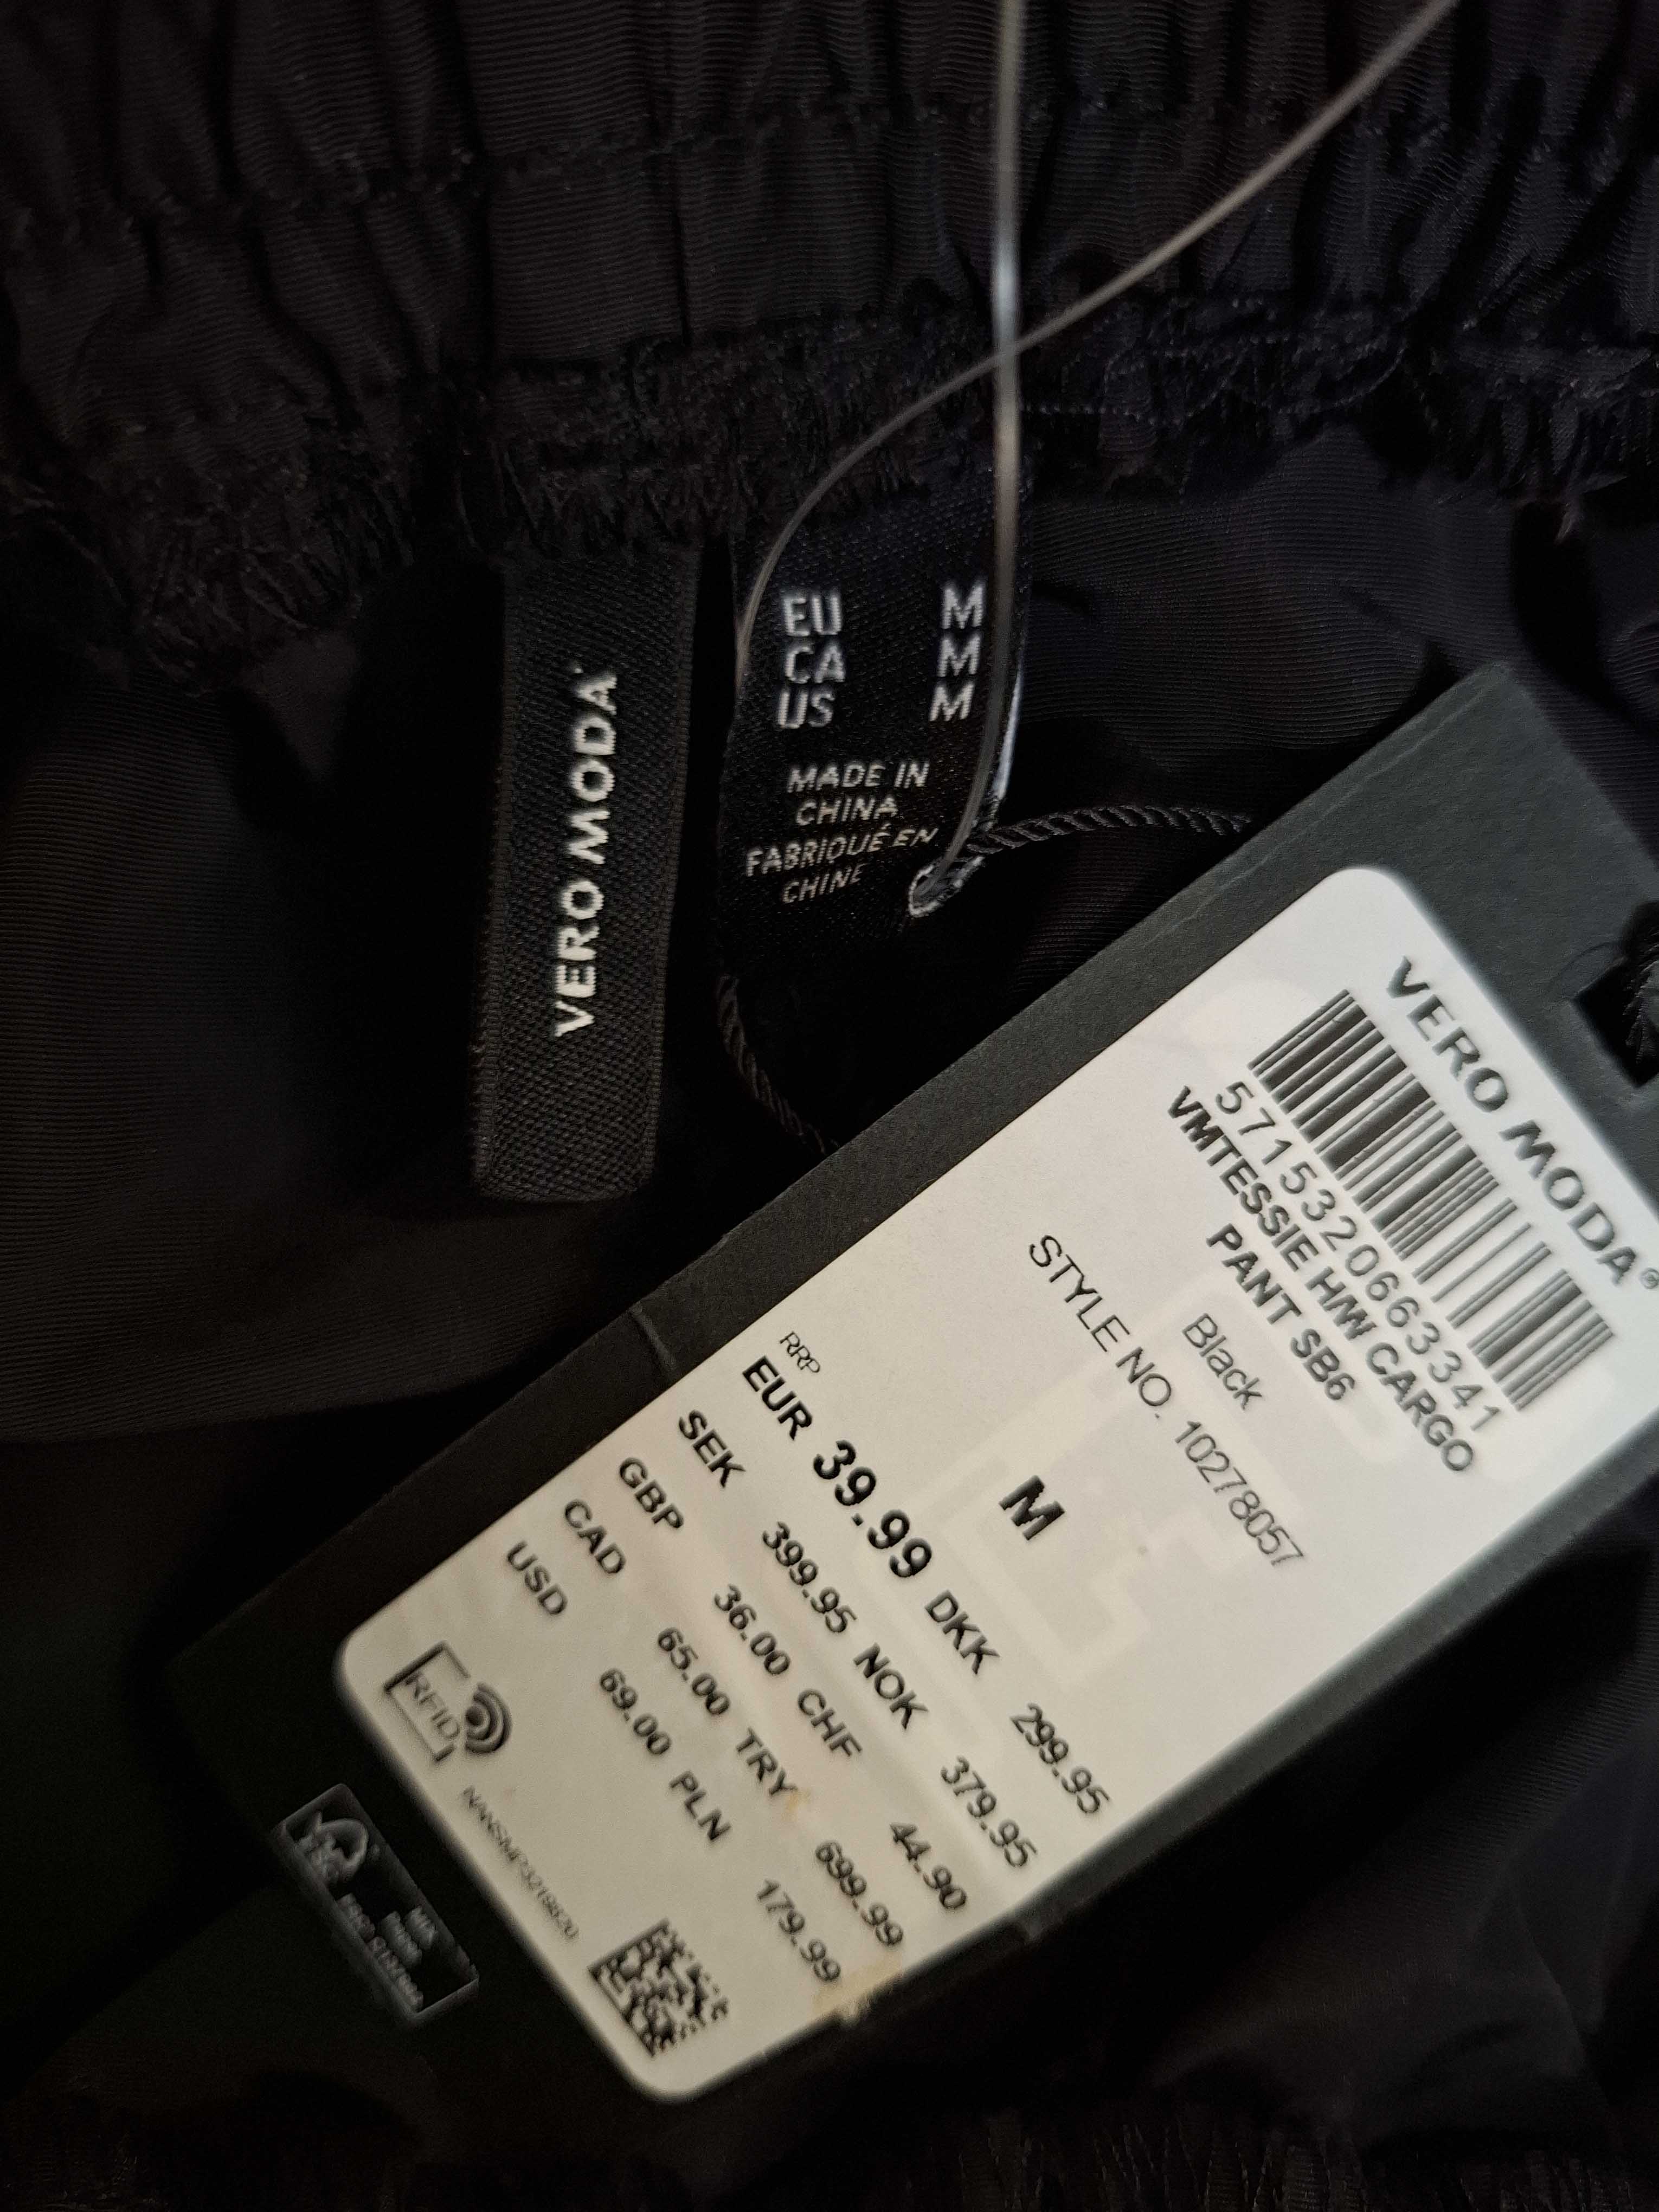 VERO MODA
EU M
CA M
US M
MADE IN
CHINA
FABRIQUÉ EN
CHINE
VERO MODA®
5715320663341
VMTESSIE H/W CARGO
PANT SB6
Black
STYLE NO. 10278057
M
RRP
EUR 39.99 DKK 299.95
SEK 399.95 NOK 379.95
GBP 36.00 CHF 44.90
CAD 65.00 TRY 699.99
USD 69.00 PLN 179.99
RFID
FSC
MIX